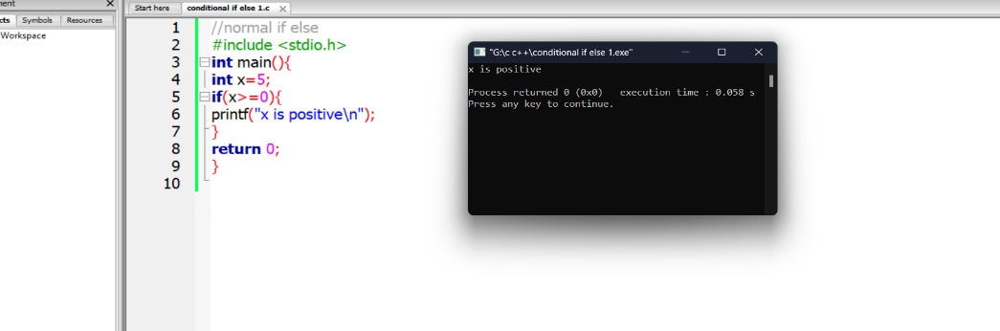 ment
cts Symbols Resources
Workspace
Start here conditional if else 1.c
1 //normal if else
2 #include <stdio.h>
3 int main(){
4 int x=5;
5 if(x>=0){
6 printf("x is positive\n");
7 }
8 return 0;
9 }
10
"G:\c c++\conditional if else 1.exe"
x is positive
Process returned 0 (0x0) execution time : 0.058 s
Press any key to continue.